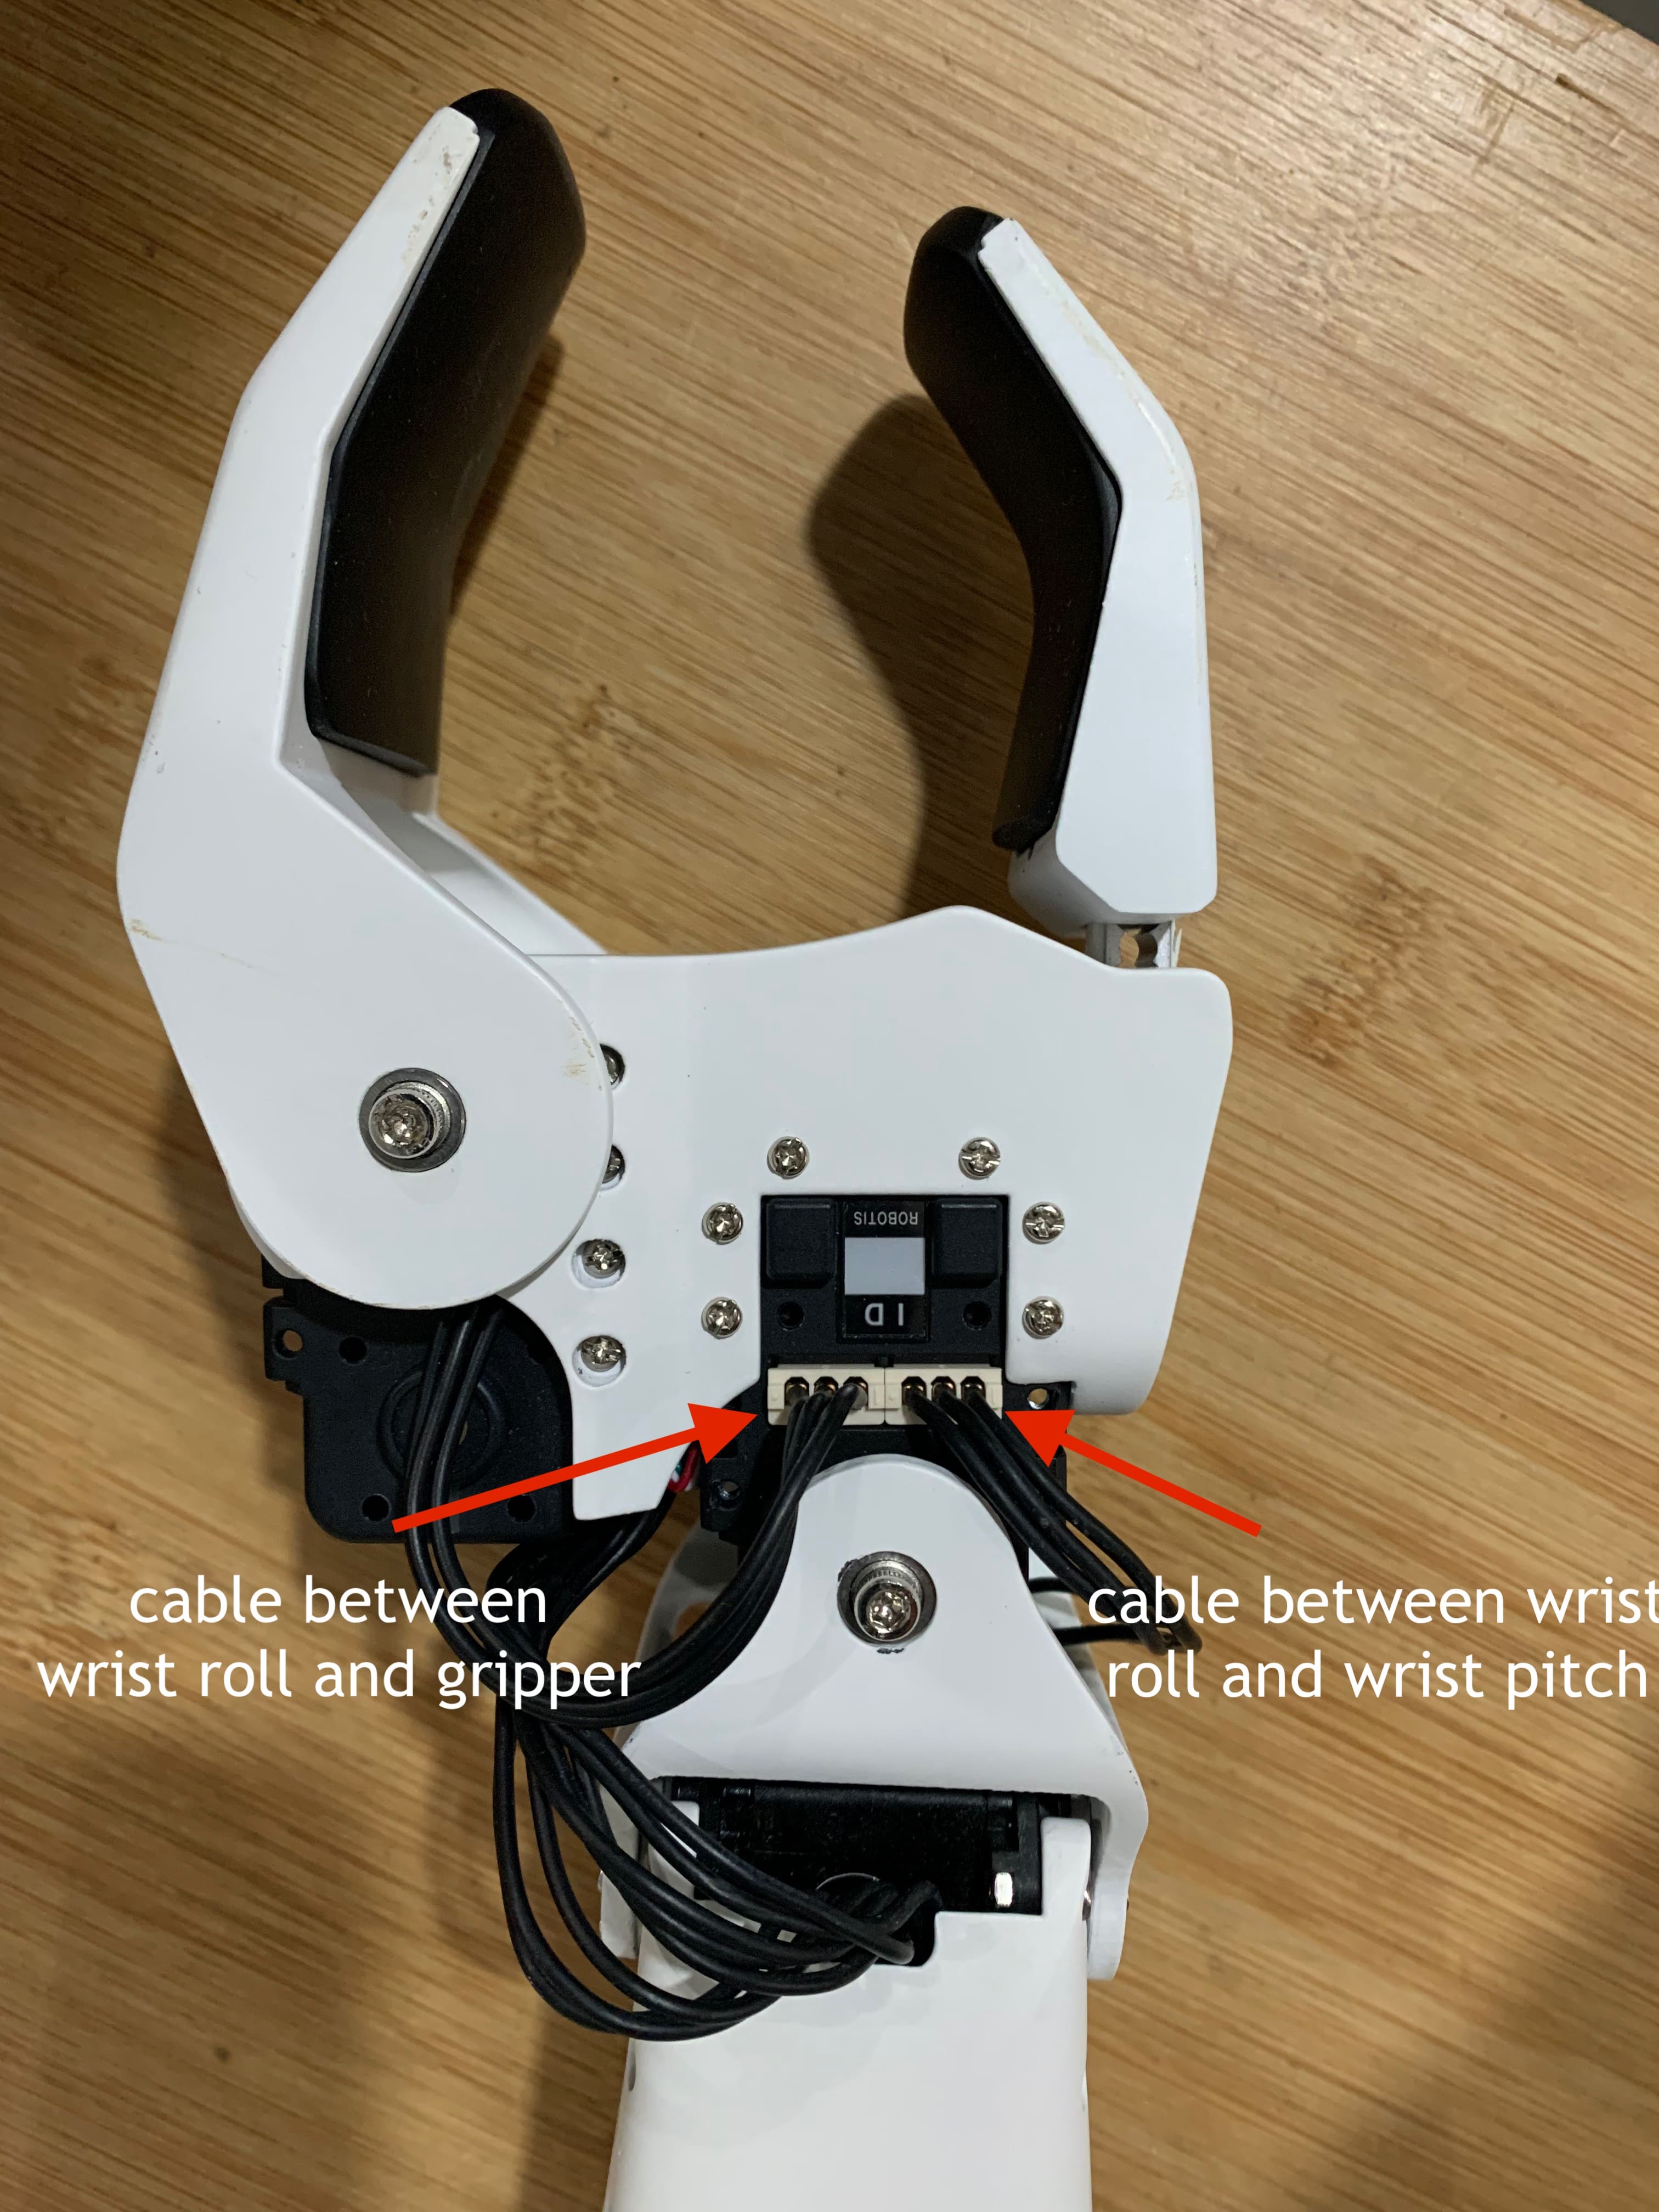 ROBOTIS
ID
cable between
wrist roll and gripper
cable between wrist
roll and wrist pitch